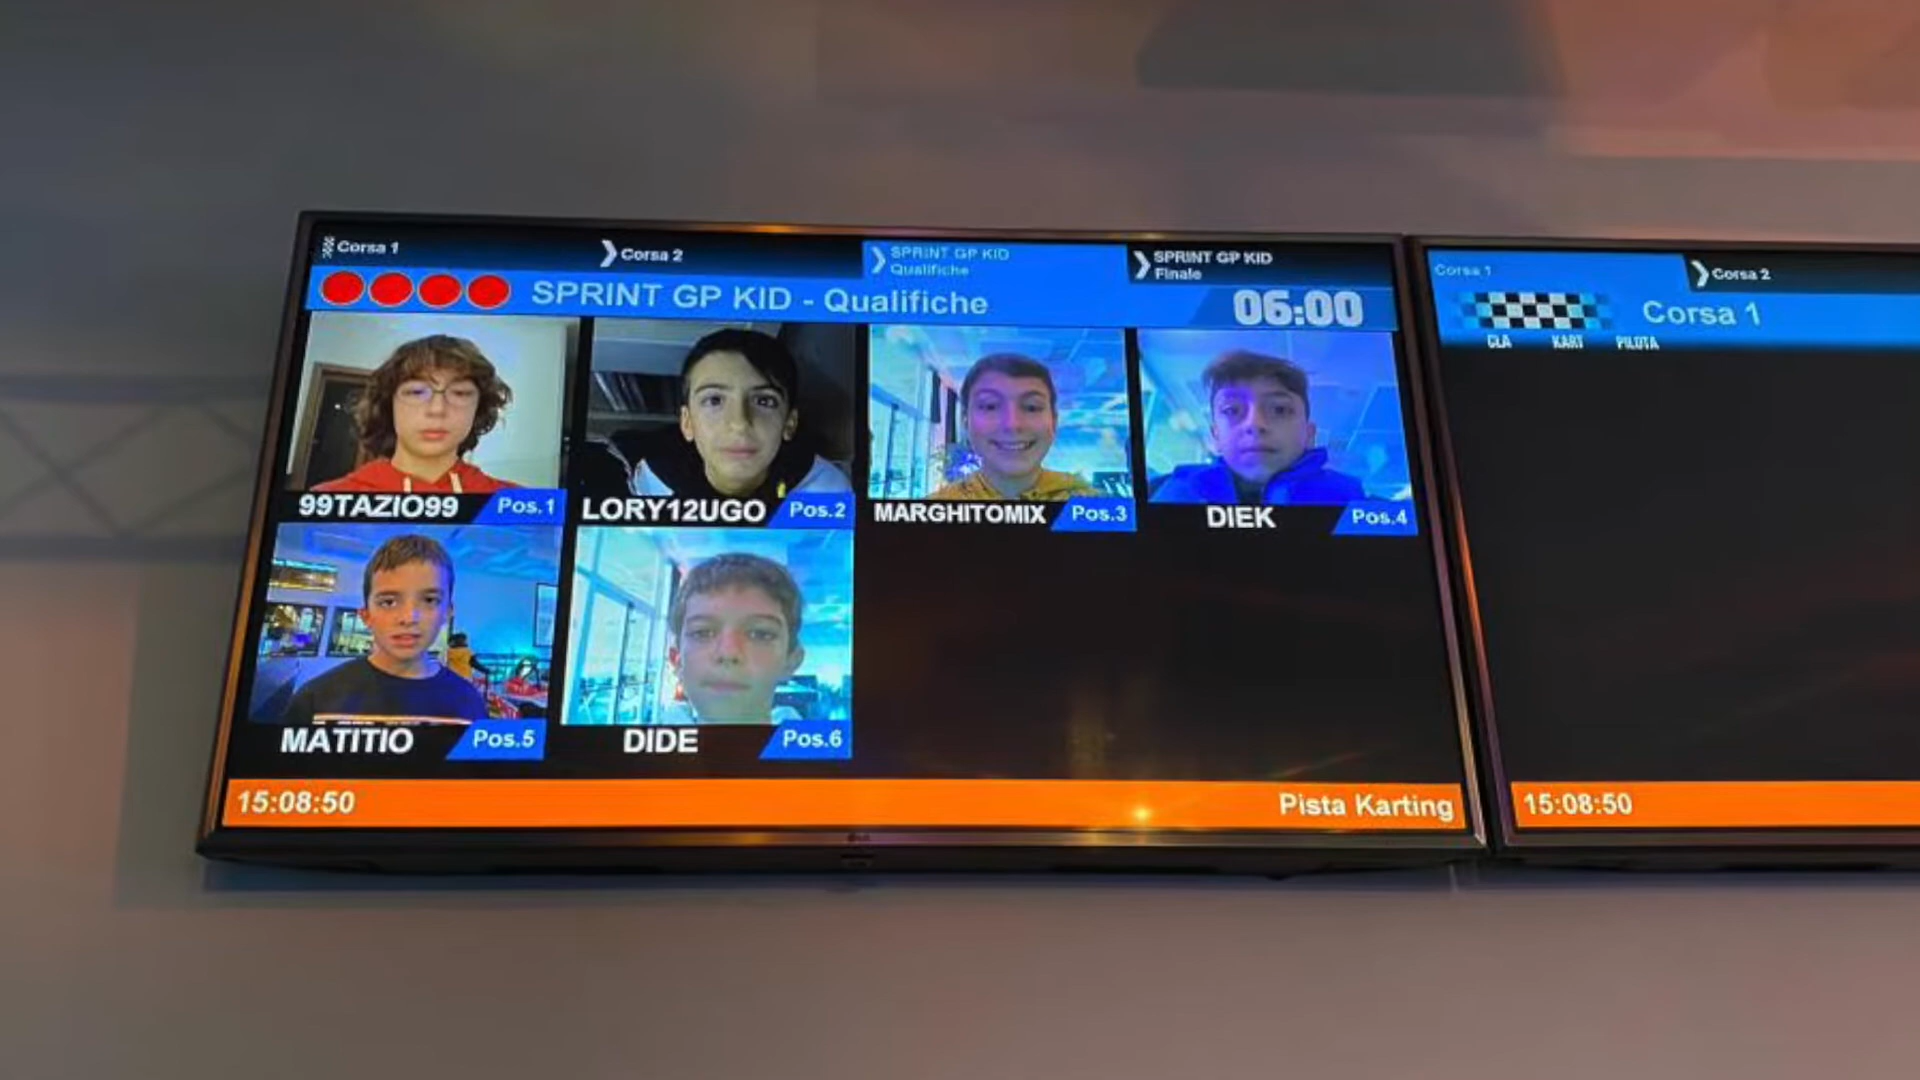 Corsa 1
Corsa 2
SPRINT GP KID
Qualifiche
SPRINT GP KID
Finale
SPRINT GP KID - Qualifiche
06:00
99TAZIO99 Pos.1
LORY12UGO Pos.2
MARGHITOMIX Pos.3
DIEK Pos.4
MATITIO Pos.5
DIDE Pos.6
15:08:50
Pista Karting
Corsa 1
Corsa 2
Corsa 1
CLA KART PILOTA
15:08:50